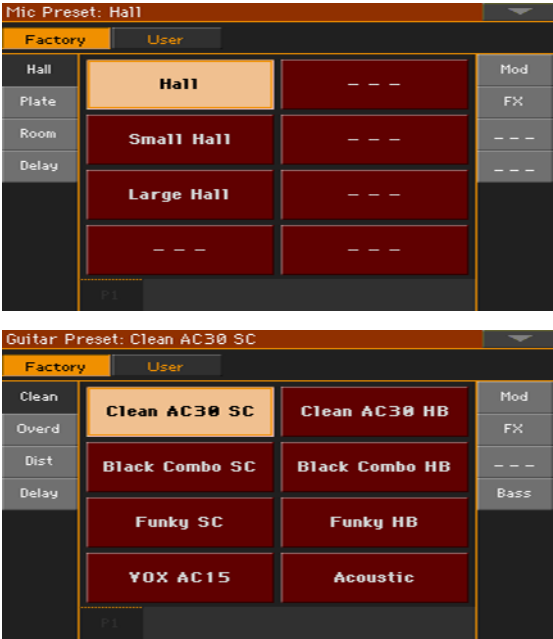 Mic Preset: Hall
Factory User
Hall Hall - - - Mod
Plate FX
Room Small Hall - - - - - -
Delay - - -
Large Hall - - -
- - - - - -
P1
Guitar Preset: Clean AC30 SC
Factory User
Clean Clean AC30 SC Clean AC30 HB Mod
Overd FX
Dist Black Combo SC Black Combo HB - - -
Delay Bass
Funky SC Funky HB
VOX AC15 Acoustic
P1